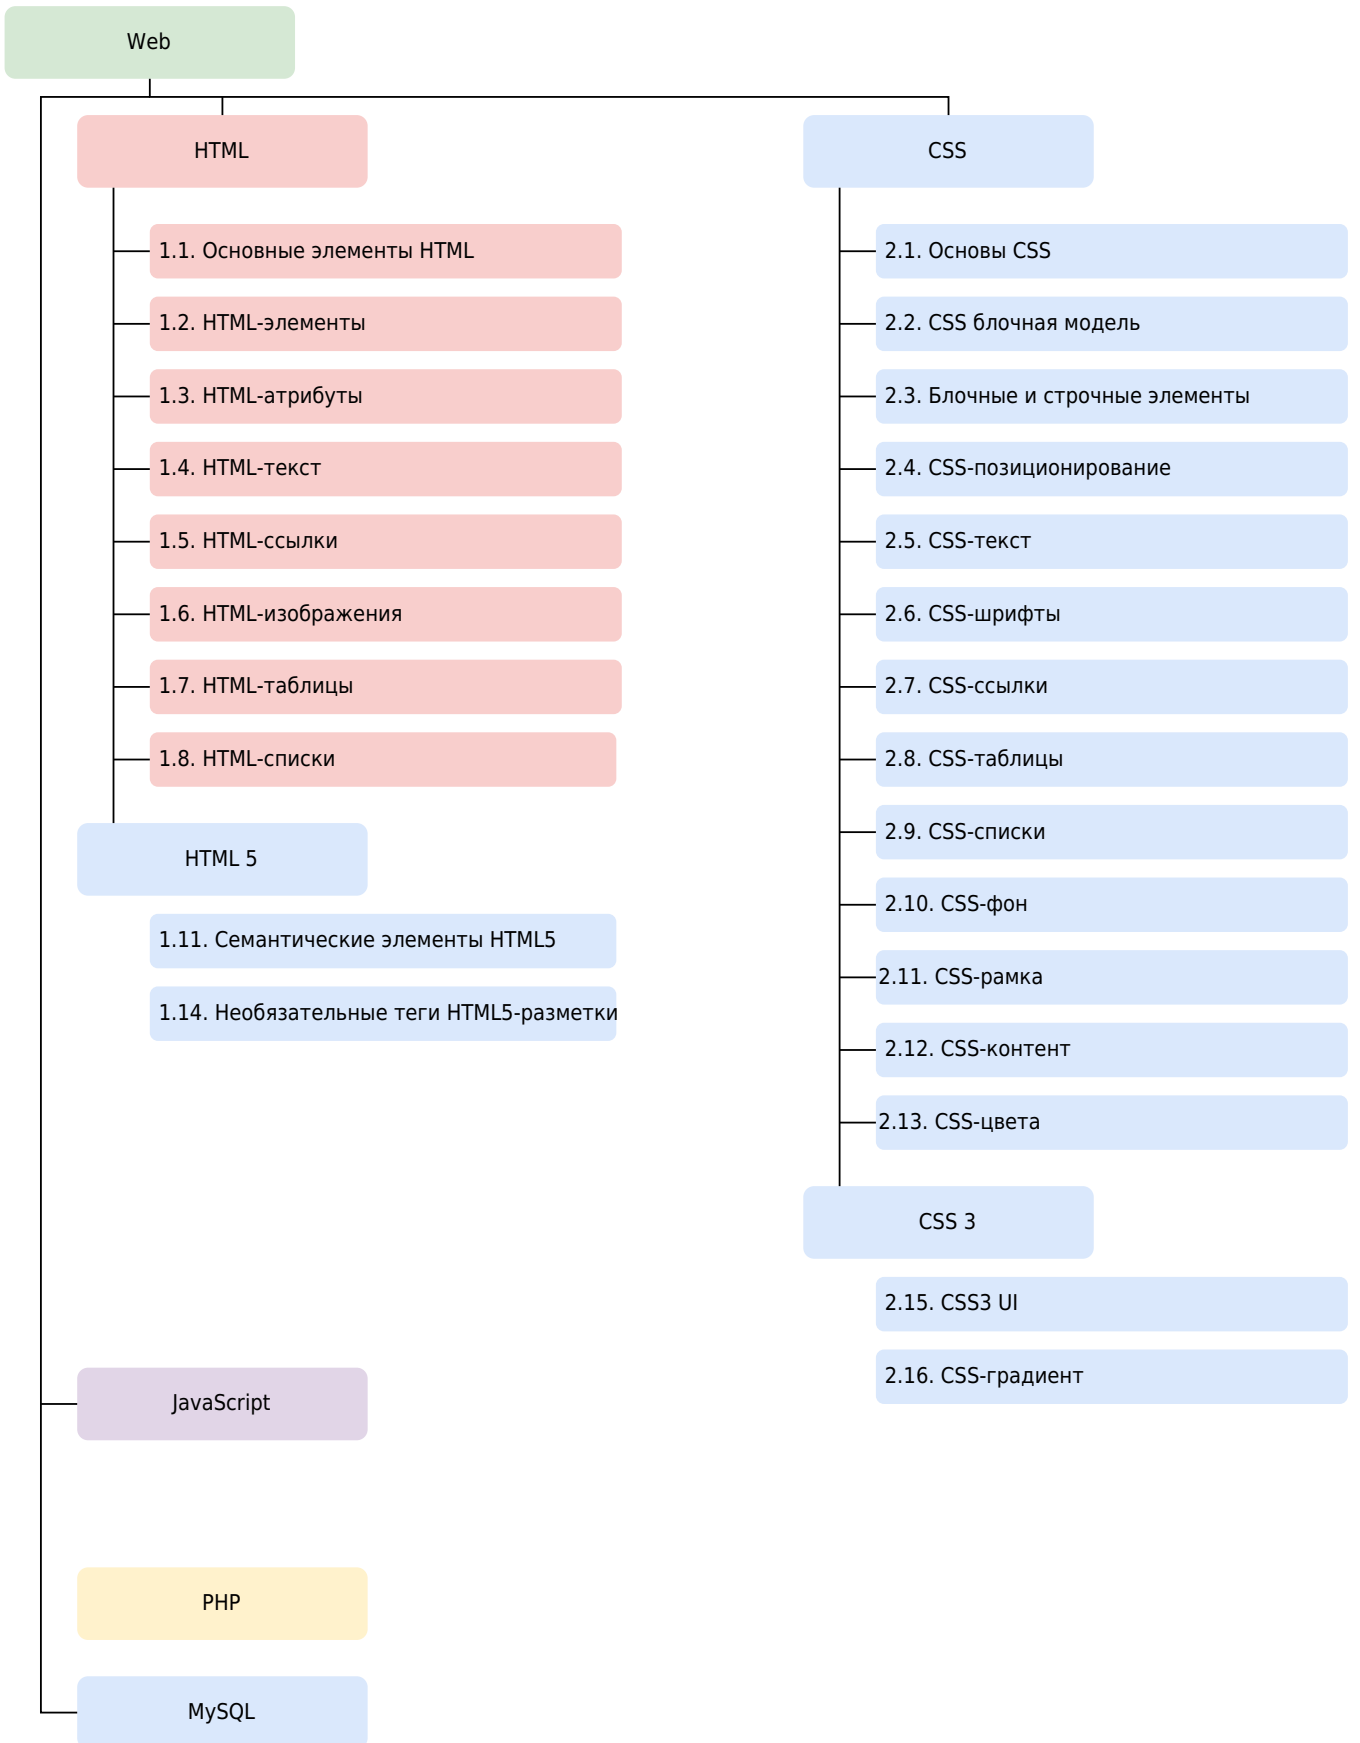 Web
HTML
1.1. Основные элементы HTML
1.2. HTML-элементы
1.3. HTML-атрибуты
1.4. HTML-текст
1.5. HTML-ссылки
1.6. HTML-изображения
1.7. HTML-таблицы
1.8. HTML-списки
HTML 5
1.11. Семантические элементы HTML5
1.14. Необязательные теги HTML5-разметки
CSS
2.1. Основы CSS
2.2. CSS блочная модель
2.3. Блочные и строчные элементы
2.4. CSS-позиционирование
2.5. CSS-текст
2.6. CSS-шрифты
2.7. CSS-ссылки
2.8. CSS-таблицы
2.9. CSS-списки
2.10. CSS-фон
2.11. CSS-рамка
2.12. CSS-контент
2.13. CSS-цвета
CSS 3
2.15. CSS3 UI
2.16. CSS-градиент
JavaScript
PHP
MySQL